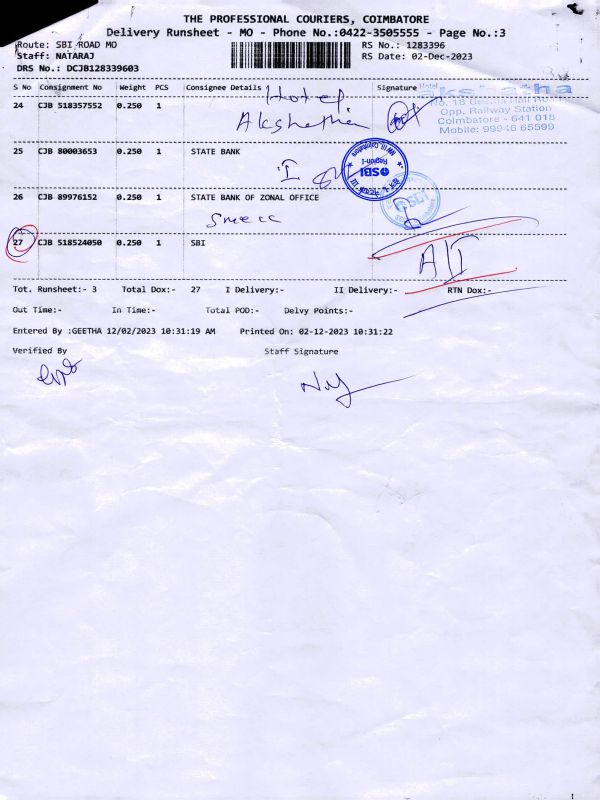 THE PROFESSIONAL COURIERS, COIMBATORE
Delivery Runsheet - MO - Phone No.:0422-3505555 - Page No.:3
Route: SBI ROAD MO RS No.: 1283396
Staff: NATARAJ RS Date: 02-Dec-2023
DRS No.: DCJB128339603
S No Consignment No Weight PCS Consignee Details Signature
24 CJB 518357552 0.250 1 Hotel
Akshatha
Hotel
akshatha
No. 18 Geetha Hall Road
Opp. Railway Station
Coimbatore - 641 018
Mobile: 99946 65599
25 CJB 80003653 0.250 1 STATE BANK
SBI
Region-I
26 CJB 89976152 0.250 1 STATE BANK OF ZONAL OFFICE
27 CJB 518524050 0.250 1 SBI
Tot. Runsheet:- 3 Total Dox:- 27 I Delivery:- II Delivery:- RTN Dox:-
Out Time:- In Time:- Total POD:- Delvy Points:-
Entered By :GEETHA 12/02/2023 10:31:19 AM Printed On: 02-12-2023 10:31:22
Verified By Staff Signature